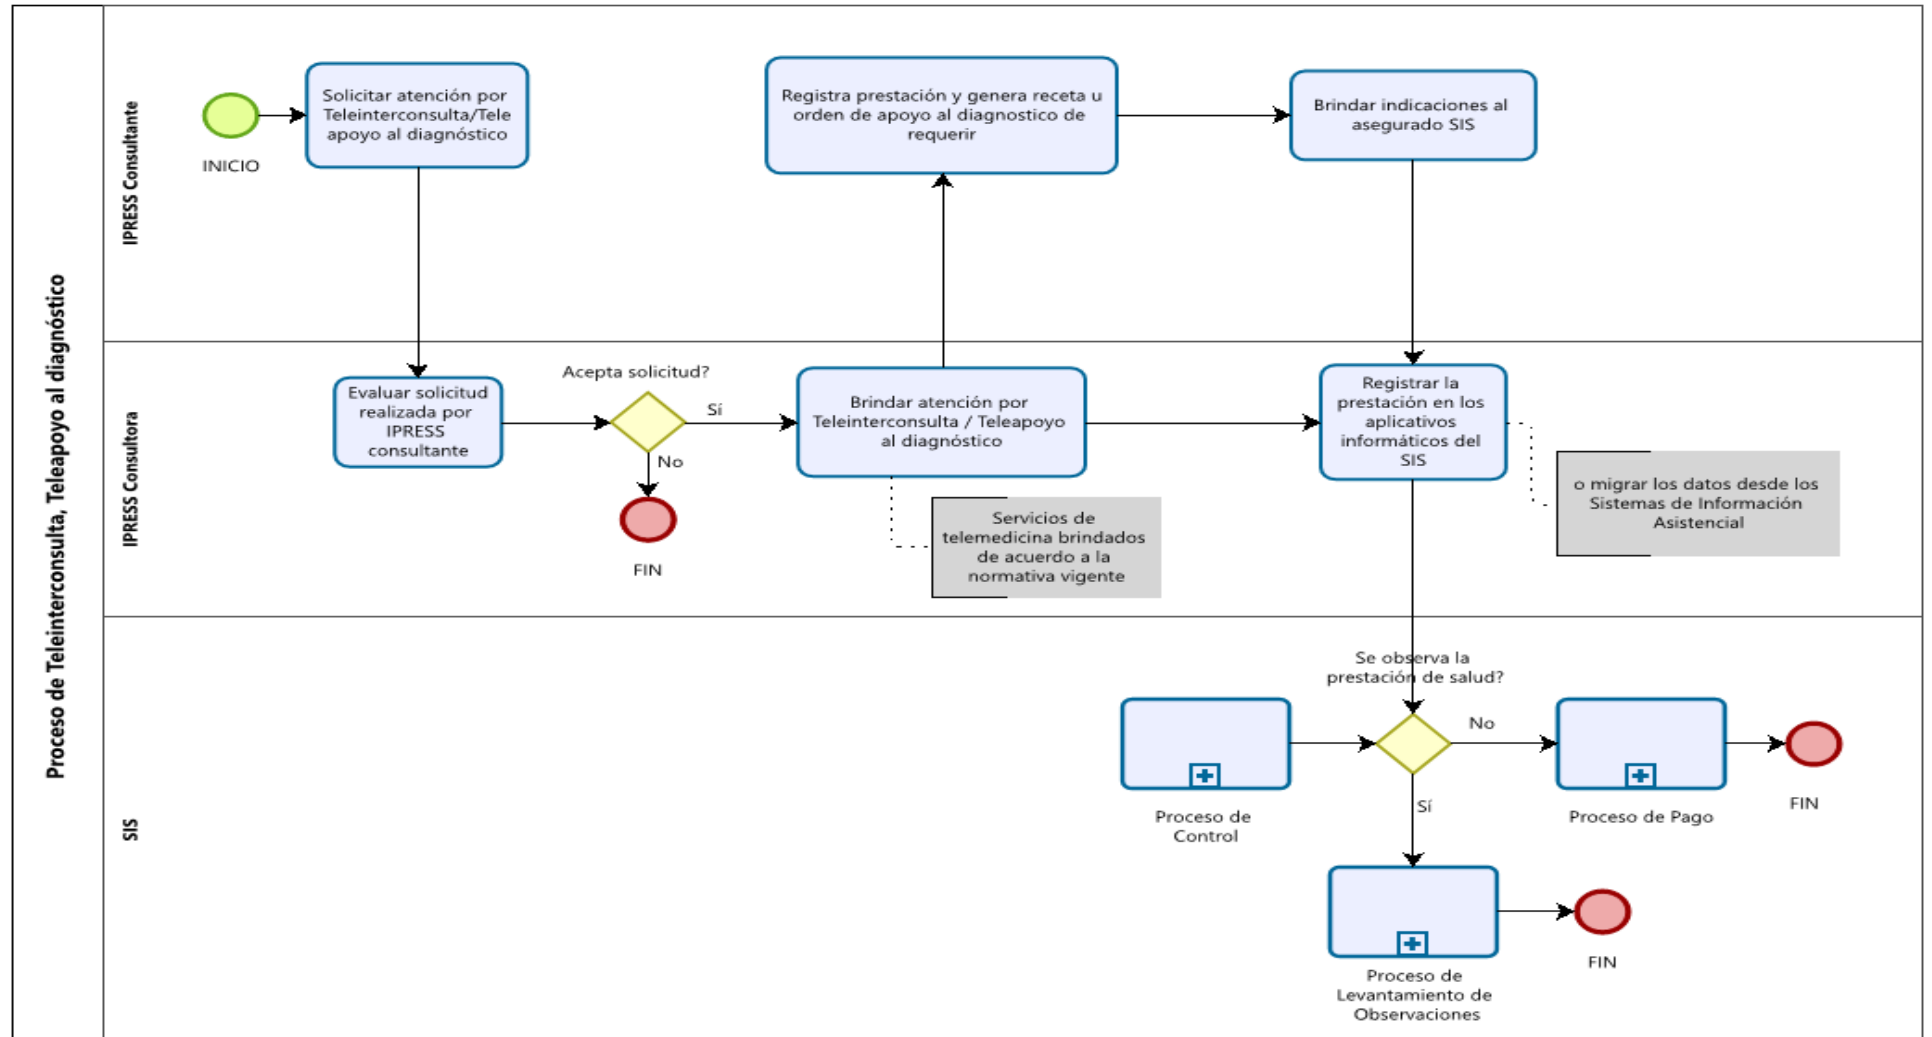 Proceso de Teleinterconsulta, Teleapoyo al diagnóstico
IPRESS Consultante
INICIO
Solicitar atención por
Teleinterconsulta/Tele
apoyo al diagnóstico
Registra prestación y genera receta u
orden de apoyo al diagnostico de
requerir
Brindar indicaciones al
asegurado SIS
IPRESS Consultora
Evaluar solicitud
realizada por
IPRESS
consultante
Acepta solicitud?
Sí
No
FIN
Brindar atención por
Teleinterconsulta / Teleapoyo
al diagnóstico
Servicios de
telemedicina brindados
de acuerdo a la
normativa vigente
Registrar la
prestación en los
aplicativos
informáticos del
SIS
o migrar los datos desde los
Sistemas de Información
Asistencial
SIS
Proceso de
Control
Se observa la
prestación de salud?
No
Sí
Proceso de Pago
FIN
Proceso de
Levantamiento de
Observaciones
FIN